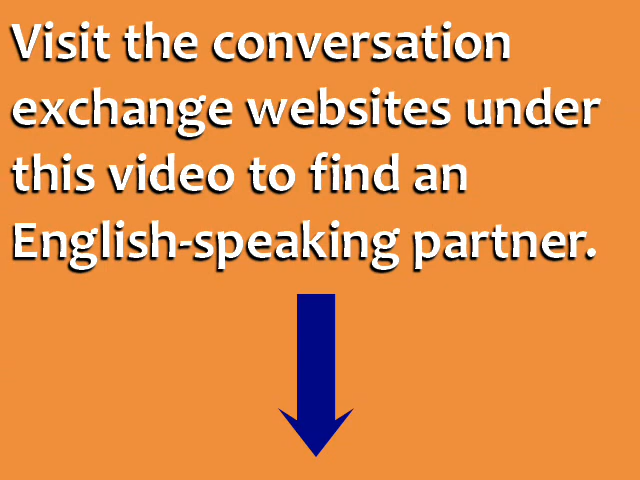 Visit the conversation
exchange websites under
this video to find an
English-speaking partner.